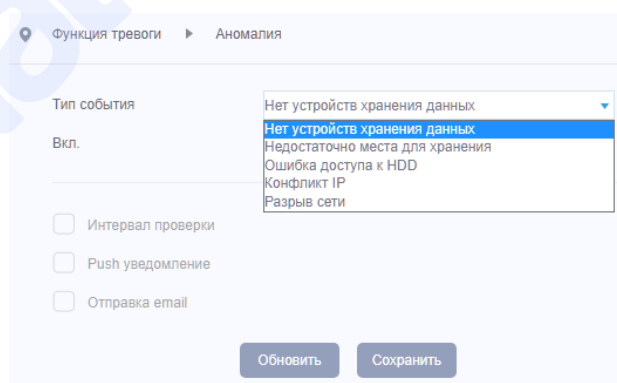 Функция тревоги ▶ Аномалия
Тип события Нет устройств хранения данных
Нет устройств хранения данных
Вкл.
Недостаточно места для хранения
Ошибка доступа к HDD
Конфликт IP
Разрыв сети
Интервал проверки
Push уведомление
Отправка email
Обновить Сохранить